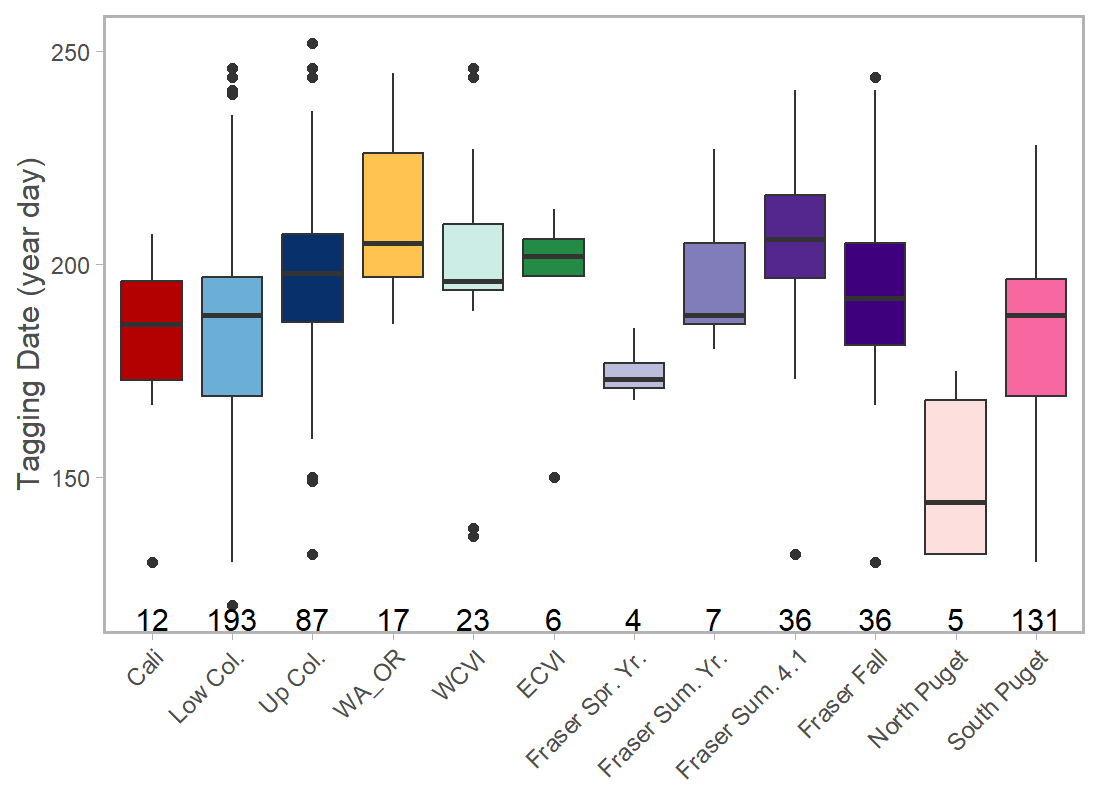 Tagging Date (year day)
250
200
150
12 193 87 17 23 6 4 7 36 36 5 131
Cali
Low Col.
Up Col.
WA_OR
WCVI
ECVI
Fraser Spr. Yr.
Fraser Sum. Yr.
Fraser Sum. 4.1
Fraser Fall
North Puget
South Puget